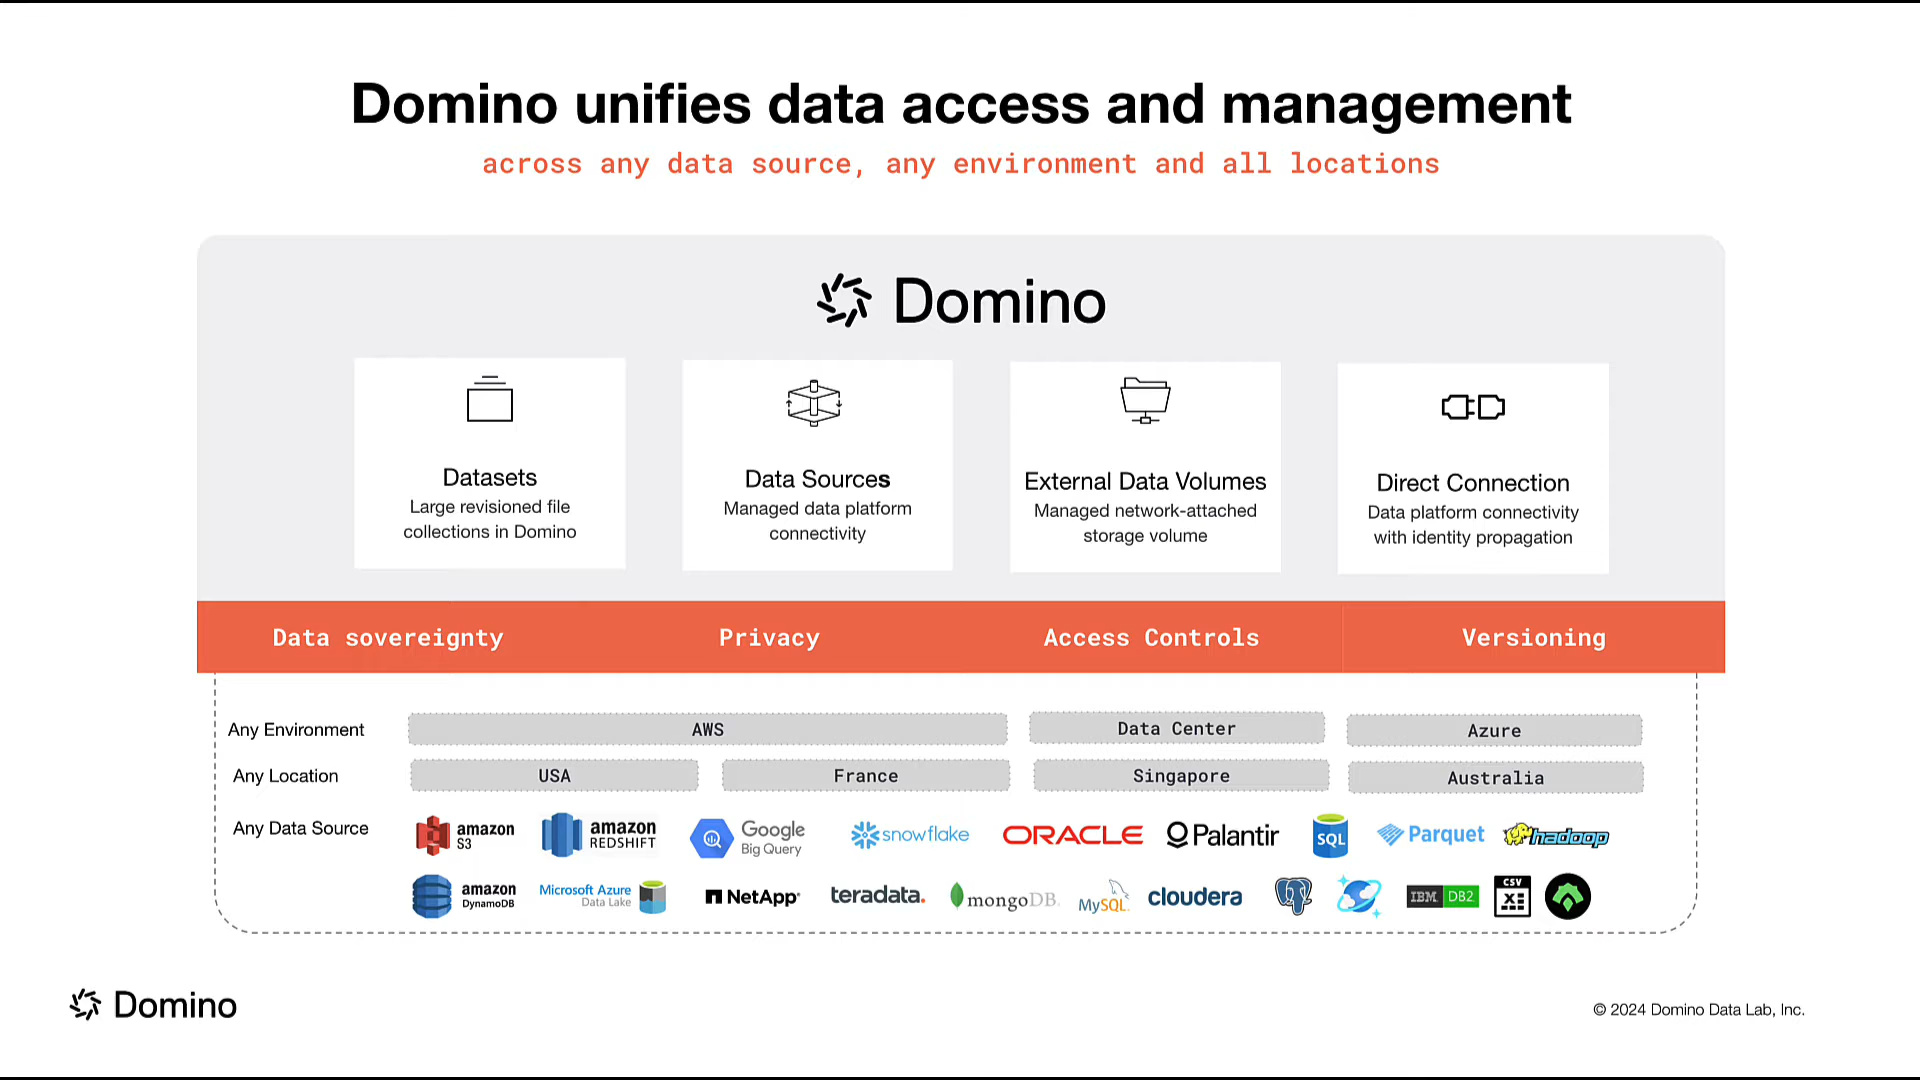 Domino unifies data access and management
across any data source, any environment and all locations
Domino
Datasets
Large revisioned file
collections in Domino
Data Sources
Managed data platform
connectivity
External Data Volumes
Managed network-attached
storage volume
Direct Connection
Data platform connectivity
with identity propagation
Data sovereignty
Privacy
Access Controls
Versioning
Any Environment
AWS
Data Center
Azure
Any Location
USA
France
Singapore
Australia
Any Data Source
amazon
S3
amazon
REDSHIFT
Google
Big Query
snowflake
ORACLE
Palantir
SQL
Parquet
hadoop
amazon
DynamoDB
Microsoft Azure
Data Lake
NetApp
teradata.
mongoDB.
MySQL.
cloudera
IBM DB2
CSV
X
Domino
© 2024 Domino Data Lab, Inc.